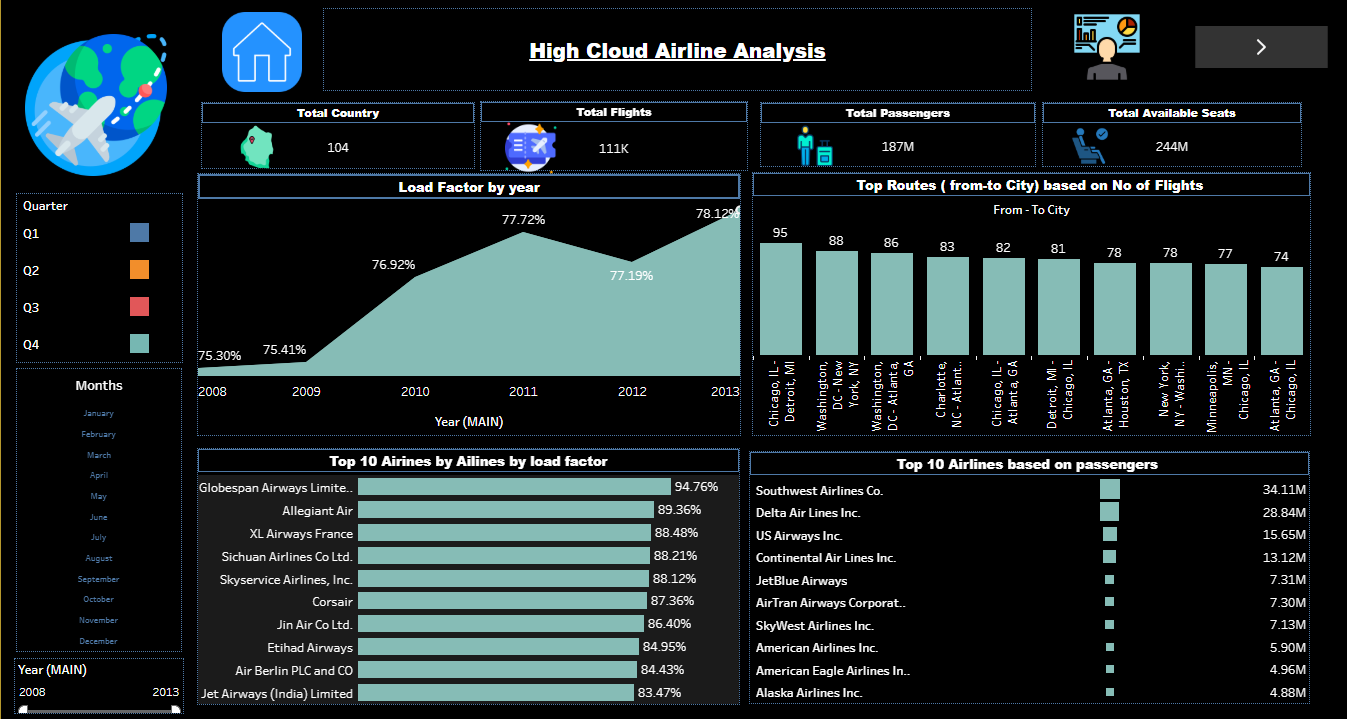 High Cloud Airline Analysis
Total Country
104
Total Flights
111K
Total Passengers
187M
Total Available Seats
244M
Quarter
Q1
Q2
Q3
Q4
Months
January
February
March
April
May
June
July
August
September
October
November
December
Year (MAIN)
2008 2013
Load Factor by year
75.30%
75.41%
76.92%
77.72%
77.19%
78.12%
2008 2009 2010 2011 2012 2013
Year (MAIN)
Top Routes ( from-to City) based on No of Flights
From - To City
95 88 86 83 82 81 78 78 77 74
Chicago, IL -
Detroit, MI
Washington,
DC - New
York, NY
Washington,
DC - Atlanta,
GA
Charlotte,
NC - Atlant..
Chicago, IL -
Atlanta, GA
Detroit, MI -
Chicago, IL
Atlanta, GA -
Houston, TX
New York,
NY - Washi..
Minneapolis,
MN -
Chicago, IL
Atlanta, GA -
Chicago, IL
Top 10 Airines by Ailines by load factor
Globespan Airways Limite.. 94.76%
Allegiant Air 89.36%
XL Airways France 88.48%
Sichuan Airlines Co Ltd. 88.21%
Skyservice Airlines, Inc. 88.12%
Corsair 87.36%
Jin Air Co Ltd. 86.40%
Etihad Airways 84.95%
Air Berlin PLC and CO 84.43%
Jet Airways (India) Limited 83.47%
Top 10 Airlines based on passengers
Southwest Airlines Co. 34.11M
Delta Air Lines Inc. 28.84M
US Airways Inc. 15.65M
Continental Air Lines Inc. 13.12M
JetBlue Airways 7.31M
AirTran Airways Corporat.. 7.30M
SkyWest Airlines Inc. 7.13M
American Airlines Inc. 5.90M
American Eagle Airlines In.. 4.96M
Alaska Airlines Inc. 4.88M